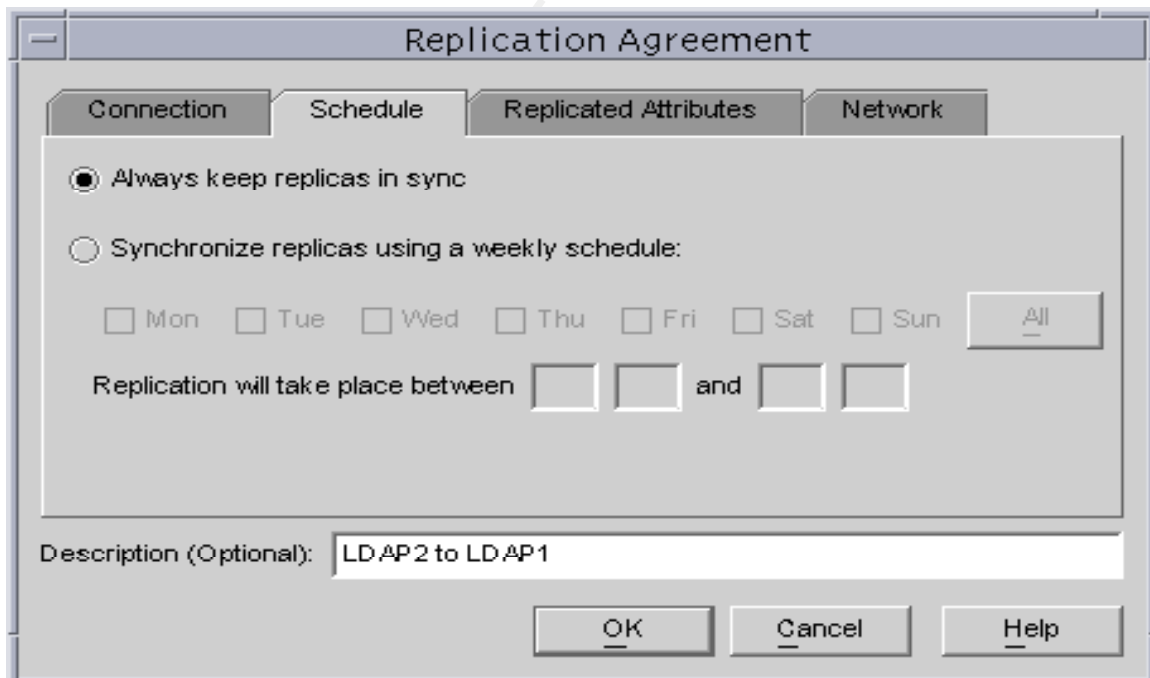 Replication Agreement
Connection Schedule Replicated Attributes Network
Always keep replicas in sync
Synchronize replicas using a weekly schedule:
Mon Tue Wed Thu Fri Sat Sun All
Replication will take place between and
Description (Optional): LDAP2 to LDAP1
OK Cancel Help